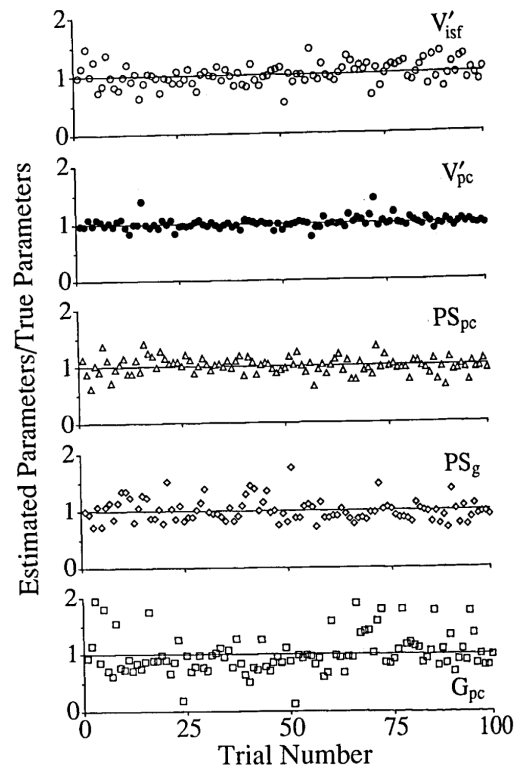 V′isf
2
1
0
V′pc
2
1
0
PSpc
2
1
0
PSg
2
1
0
Gpc
2
1
0
0 25 50 75 100
Trial Number
Estimated Parameters/True Parameters